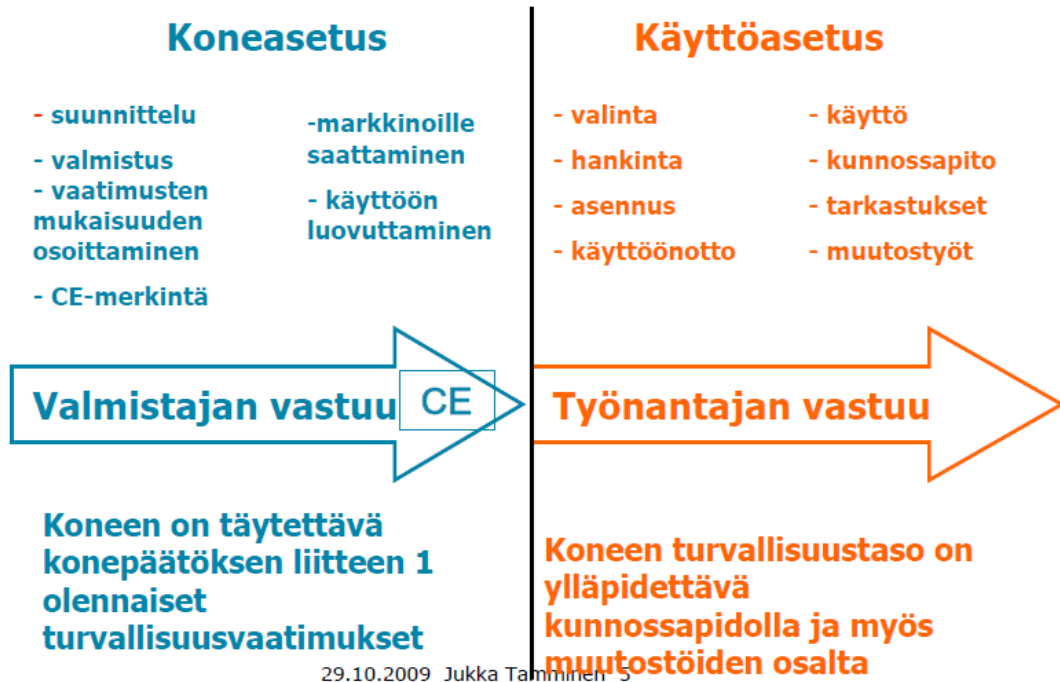 Koneasetus
- suunnittelu
- valmistus
- vaatimusten
mukaisuuden
osoittaminen
- CE-merkintä
-markkinoille
saattaminen
- käyttöön
luovuttaminen
Valmistajan vastuu
CE
Koneen on täytettävä
konepäätöksen liitteen 1
olennaiset
turvallisuusvaatimukset
Käyttöasetus
- valinta
- hankinta
- asennus
- käyttöönotto
- käyttö
- kunnossapito
- tarkastukset
- muutostyöt
Työnantajan vastuu
Koneen turvallisuustaso on
ylläpidettävä
kunnossapidolla ja myös
muutostöiden osalta
29.10.2009 Jukka Tamminen 5